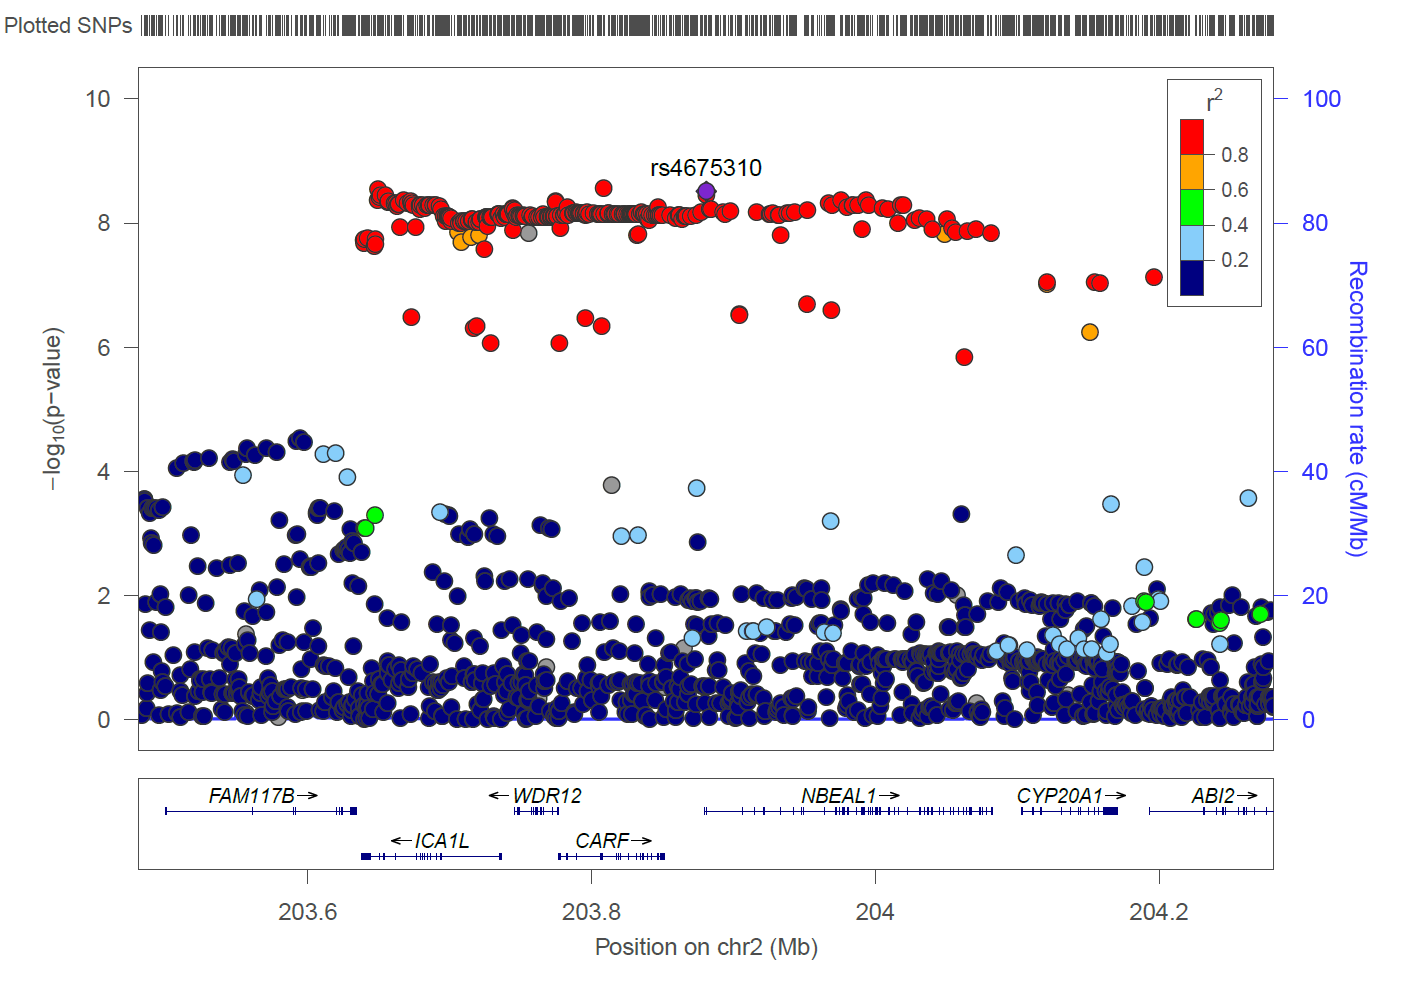 Plotted SNPs
rs4675310
r2
0.8
0.6
0.4
0.2
10
8
6
4
2
0
−log10(p−value)
100
80
60
40
20
0
Recombination rate (cM/Mb)
FAM117B→
←WDR12
NBEAL1→
CYP20A1→
ABI2→
←ICA1L
CARF→
203.6
203.8
204
204.2
Position on chr2 (Mb)